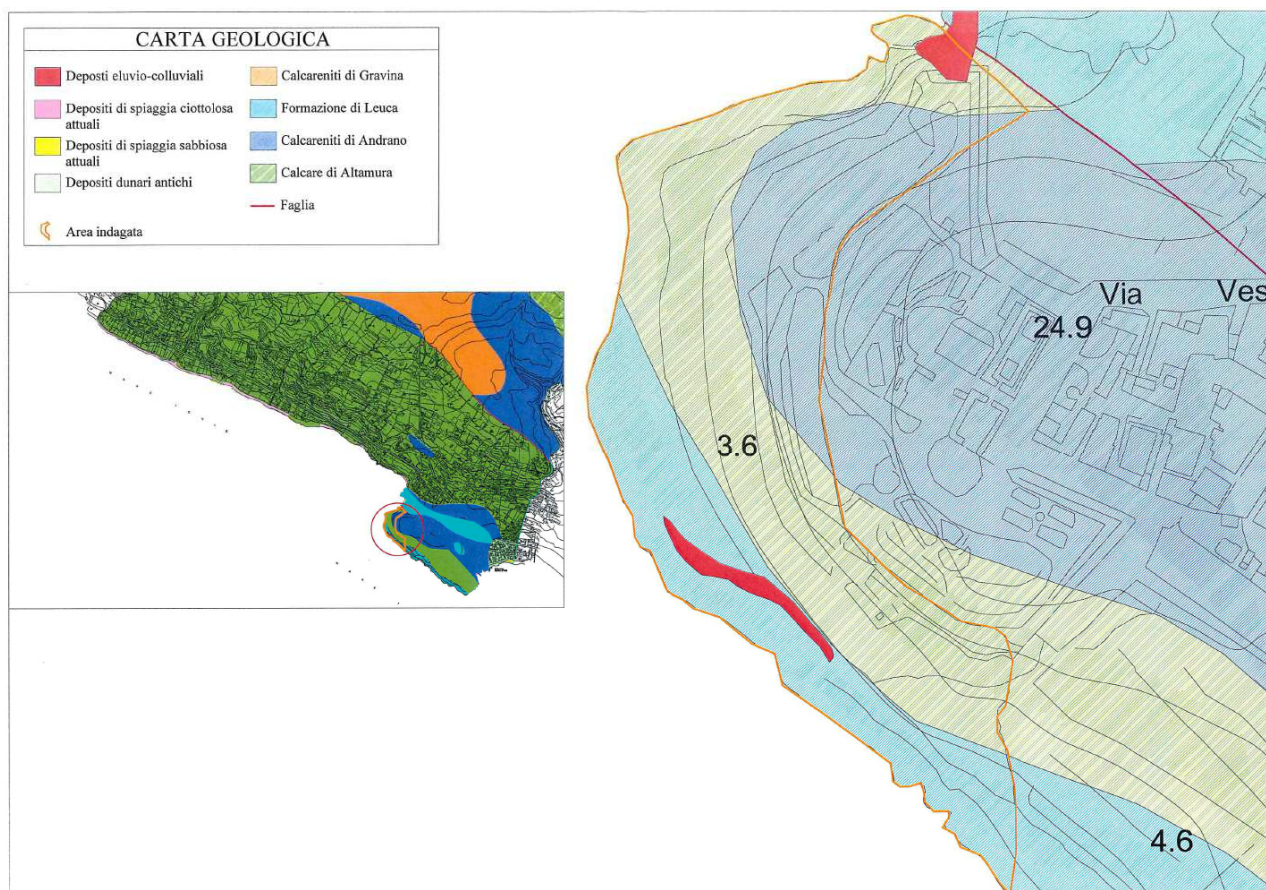 CARTA GEOLOGICA
Deposti eluvio-colluviali
Depositi di spiaggia ciottolosa
attuali
Depositi di spiaggia sabbiosa
attuali
Depositi dunari antichi
Area indagata
Calcareniti di Gravina
Formazione di Leuca
Calcareniti di Andrano
Calcare di Altamura
Faglia
Via Ves
24.9
3.6
4.6